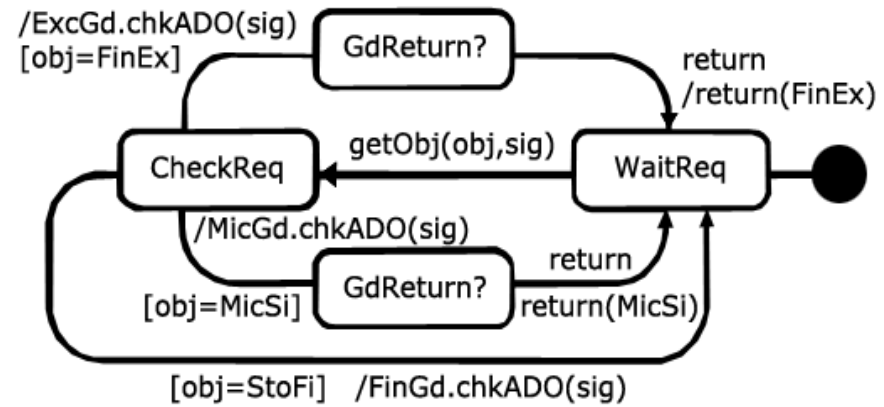 /ExcGd.chkADO(sig)
[obj=FinEx]
GdReturn?
return
/return(FinEx)
getObj(obj,sig)
CheckReq
WaitReq
/MicGd.chkADO(sig)
[obj=MicSi]
GdReturn?
return
return(MicSi)
[obj=StoFi] /FinGd.chkADO(sig)